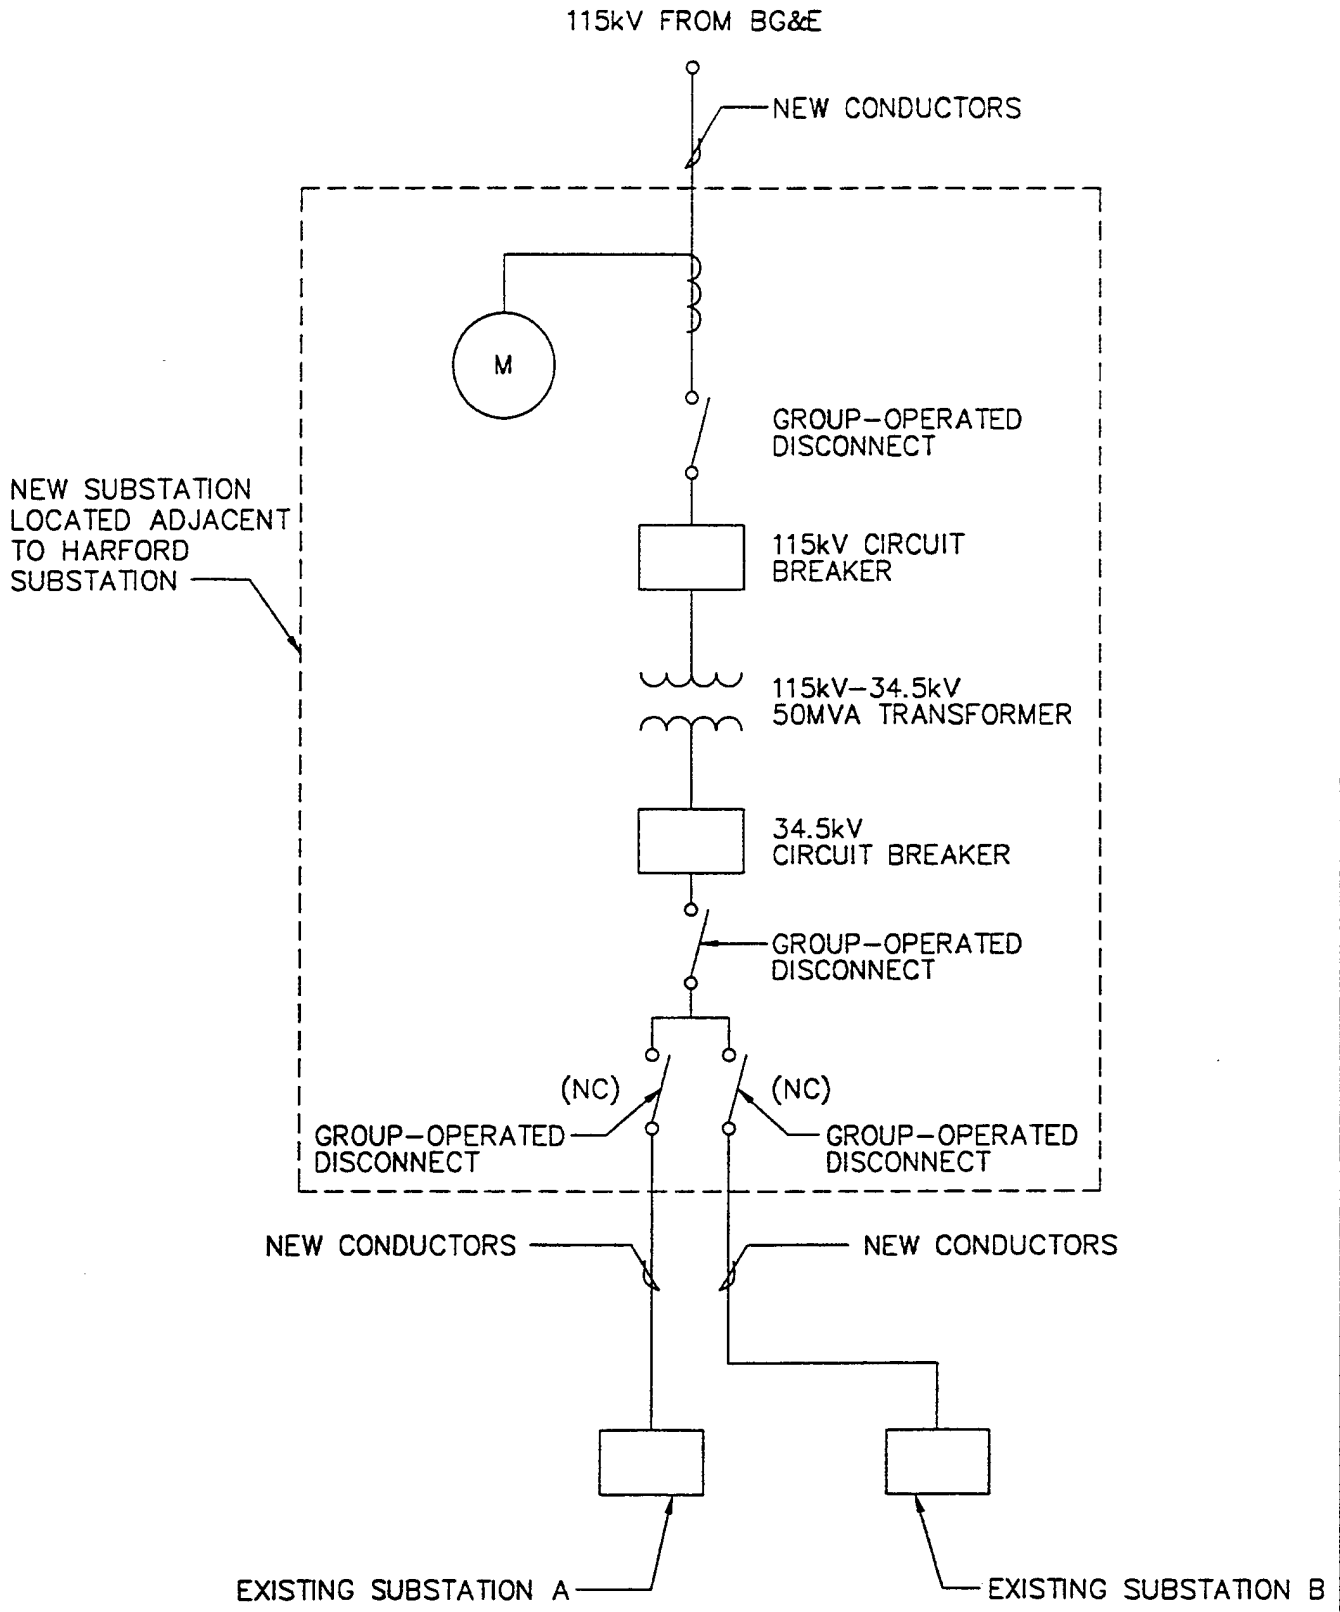 115kV FROM BG&E
NEW CONDUCTORS
M
GROUP-OPERATED
DISCONNECT
NEW SUBSTATION
LOCATED ADJACENT
TO HARFORD
SUBSTATION
115kV CIRCUIT
BREAKER
115kV-34.5kV
50MVA TRANSFORMER
34.5kV
CIRCUIT BREAKER
GROUP-OPERATED
DISCONNECT
(NC)
(NC)
GROUP-OPERATED
DISCONNECT
GROUP-OPERATED
DISCONNECT
NEW CONDUCTORS
NEW CONDUCTORS
EXISTING SUBSTATION A
EXISTING SUBSTATION B